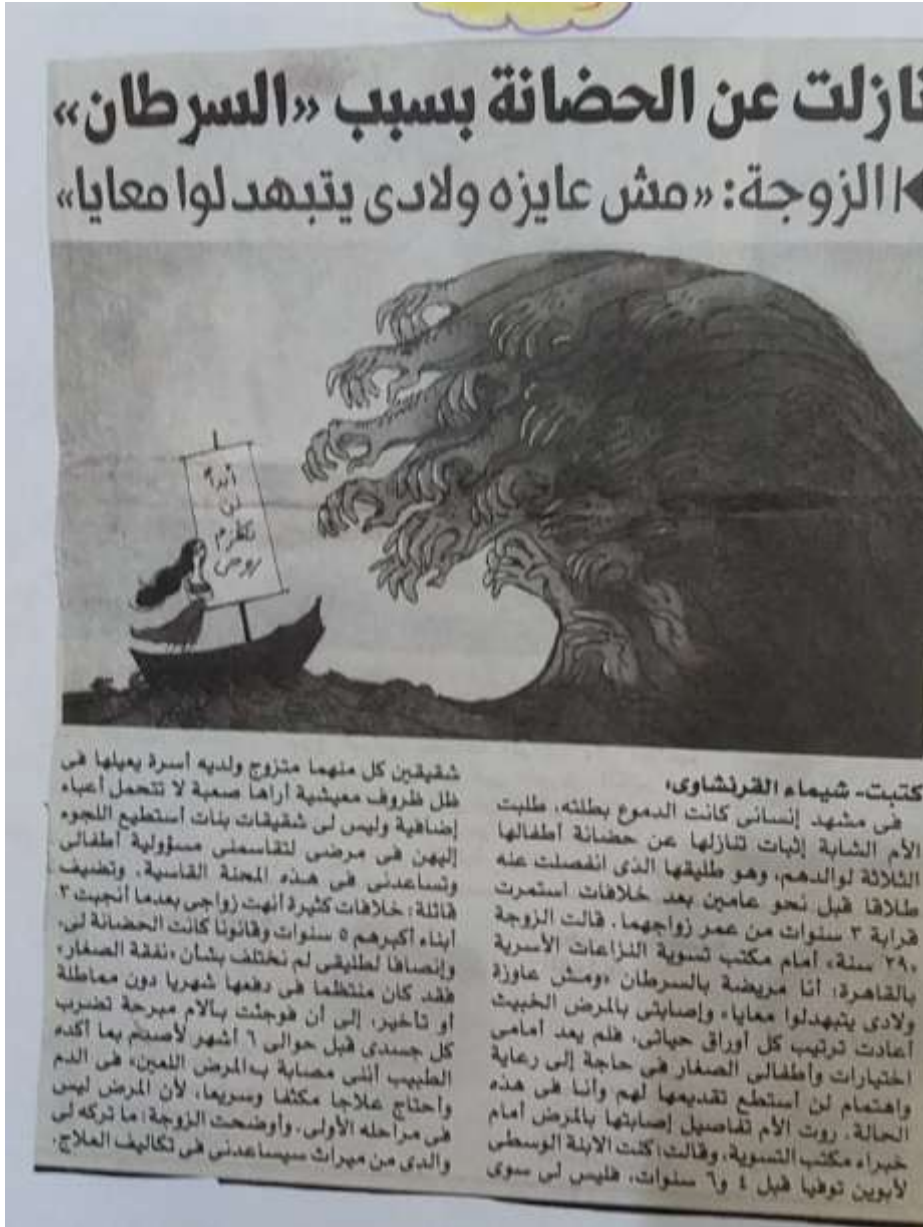 نازلت عن الحضانة بسبب «السرطان»
الزوجة: «مش عايزه ولادى يتبهدلوا معايا»
أبداً
لن
تهزم
روحى
كتبت- شيماء القرنشاوى:
فى مشهد إنسانى كانت الدموع بطلته، طلبت
الأم الشابة إثبات تنازلها عن حضانة أطفالها
الثلاثة لوالدهم، وهو طليقها الذى انفصلت عنه
طلاقا قبل نحو عامين بعد خلافات استمرت
قرابة ٣ سنوات من عمر زواجهما. قالت الزوجة
«٢٩ سنة» أمام مكتب تسوية النزاعات الأسرية
بالقاهرة: أنا مريضة بالسرطان «ومش عاوزة
ولادى يتبهدلوا معايا» وإصابتى بالمرض الخبيث
أعادت ترتيب كل أوراق حياتى، فلم يعد أمامى
اختيارات وأطفالى الصغار فى حاجة إلى رعاية
واهتمام لن أستطع تقديمها لهم وأنا فى هذه
الحالة. روت الأم تفاصيل إصابتها بالمرض أمام
خبراء مكتب التسوية، وقالت: كنت الابنة الوسطى
لأبوين توفيا قبل ٤ و٦ سنوات، فليس لى سوى
شقيقين كل منهما متزوج ولديه أسرة يعيلها فى
ظل ظروف معيشية أراها صعبة لا تتحمل أعباء
إضافية وليس لى شقيقات بنات أستطيع اللجوء
إليهن فى مرضى لتقاسمنى مسؤولية أطفالى
وتساعدنى فى هذه المحنة القاسية. وتضيف
قائلة: خلافات كثيرة أنهت زواجى بعدما أنجبت ٣
أبناء أكبرهم ٥ سنوات وقانونا كانت الحضانة لى،
وإنصافا لطليقى لم نختلف بشأن «نفقة الصغار»
فقد كان منتظما فى دفعها شهريا دون مماطلة
أو تأخير، إلى أن فوجئت بآلام مبرحة تضرب
كل جسدى قبل حوالى ٦ أشهر لأصدم بما أكده
الطبيب أننى مصابة بـ«المرض اللعين» فى الدم
وأحتاج علاجا مكثفا وسريعا، لأن المرض ليس
فى مراحله الأولى. وأوضحت الزوجة: ما تركه لى
والدى من ميراث سيساعدنى فى تكاليف العلاج.